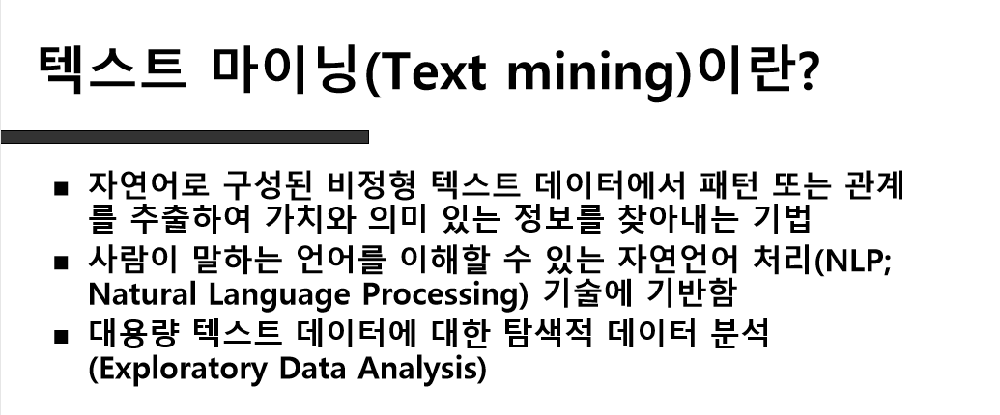 텍스트 마이닝(Text mining)이란?
■ 자연어로 구성된 비정형 텍스트 데이터에서 패턴 또는 관계
를 추출하여 가치와 의미 있는 정보를 찾아내는 기법
■ 사람이 말하는 언어를 이해할 수 있는 자연언어 처리(NLP;
Natural Language Processing) 기술에 기반함
■ 대용량 텍스트 데이터에 대한 탐색적 데이터 분석
(Exploratory Data Analysis)